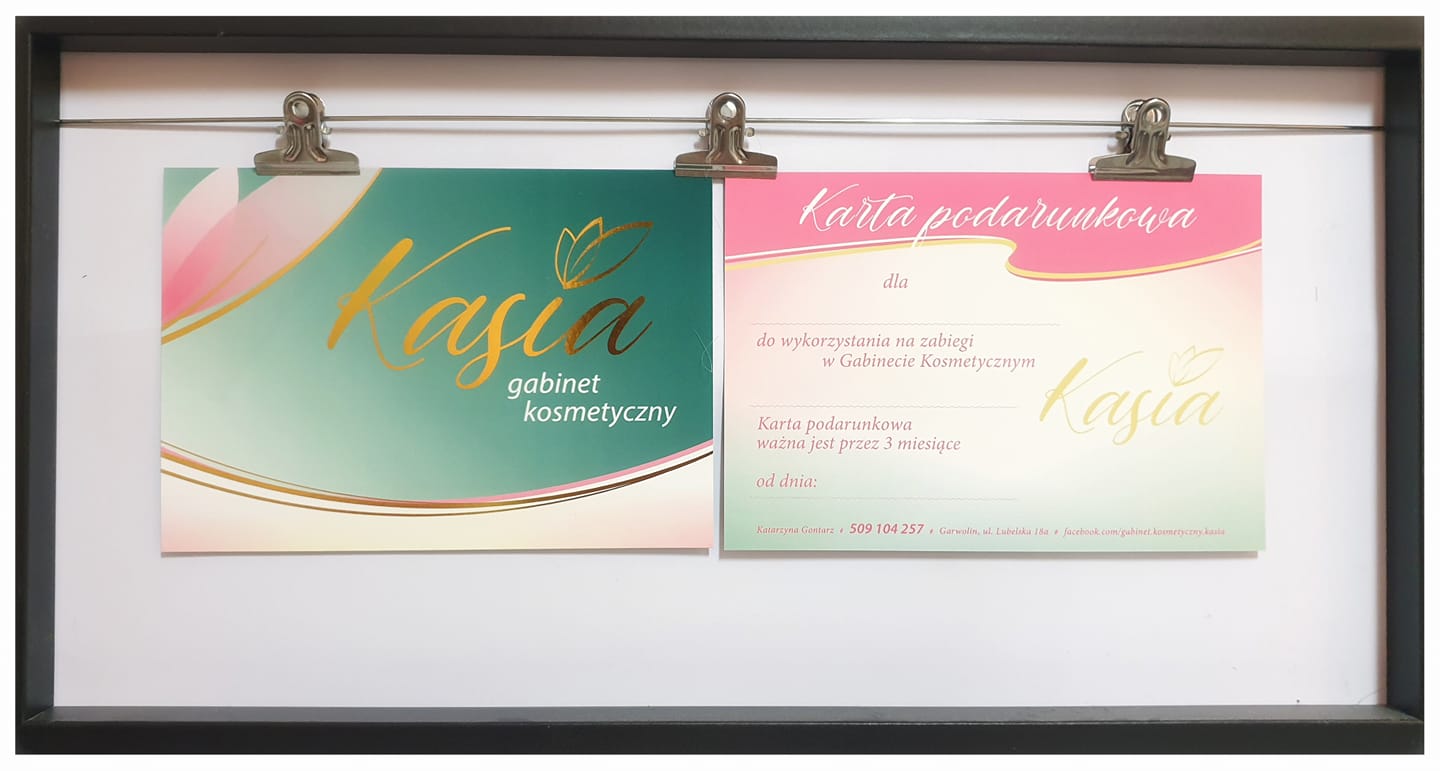 Kasia
gabinet
kosmetyczny
Karta podarunkowa
dla
do wykorzystania na zabiegi
w Gabinecie Kosmetycznym
Kasia
Karta podarunkowa
ważna jest przez 3 miesiące
od dnia:
Katarzyna Gontarz ♦ 509 104 257 ♦ Garwolin, ul. Lubelska 18a ♦ facebook.com/gabinet.kosmetyczny.kasia